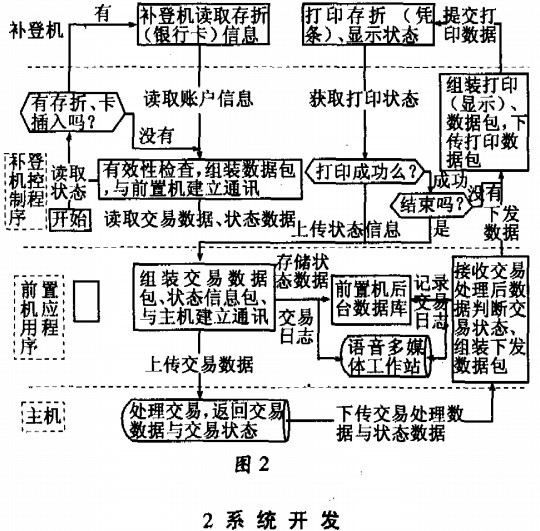 补登机
有
补登机读取存折
(银行卡)信息
打印存折(凭
条)、显示状态
提交打
印数据
有存折、卡
插入吗?
读取账户信息
获取打印状态
组装打印
(显示)、
数据包,下
传打印数
据包
没有
补登
机控
制程
序
读取
状态
开始
有效性检查,组装数据包
,与前置机建立通讯
打印成功么?
成功
结束吗?
没有
读取交易数据、状态数据
上传状态信息
是
下发
数据
前置
机应
用程
序
组装交易数据
包、状态信息包、
与主机建立通讯
存储状
态数据
交易
日志
前置机后
台数据库
记录
交易
日志
语音多媒
体工作站
接收交易
处理后数
据判断交
易状态、
组装下发
数据包
上传交易数据
主机
处理交易,返回交易
数据与交易状态
下传交易处理数
据与状态数据
图2
2 系统开发